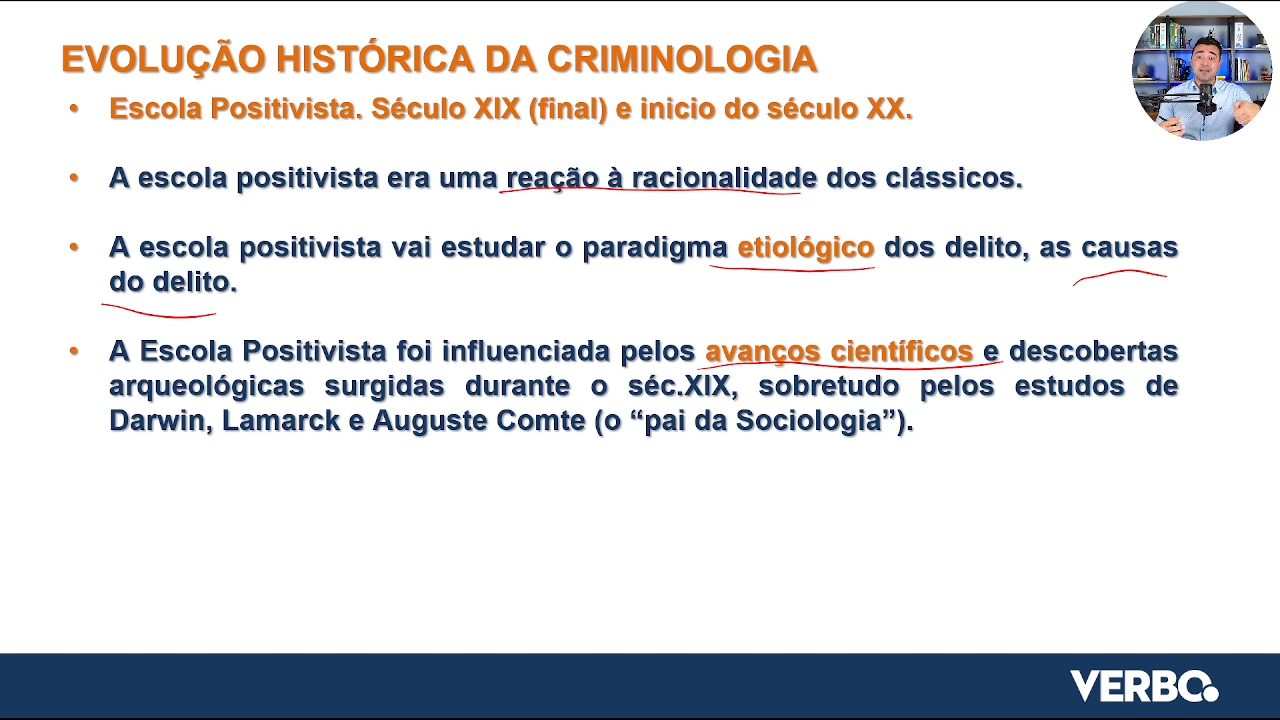 EVOLUÇÃO HISTÓRICA DA CRIMINOLOGIA
• Escola Positivista. Século XIX (final) e inicio do século XX.
• A escola positivista era uma reação à racionalidade dos clássicos.
• A escola positivista vai estudar o paradigma etiológico dos delito, as causas
do delito.
• A Escola Positivista foi influenciada pelos avanços científicos e descobertas
arqueológicas surgidas durante o séc.XIX, sobretudo pelos estudos de
Darwin, Lamarck e Auguste Comte (o “pai da Sociologia”).
VERBO.